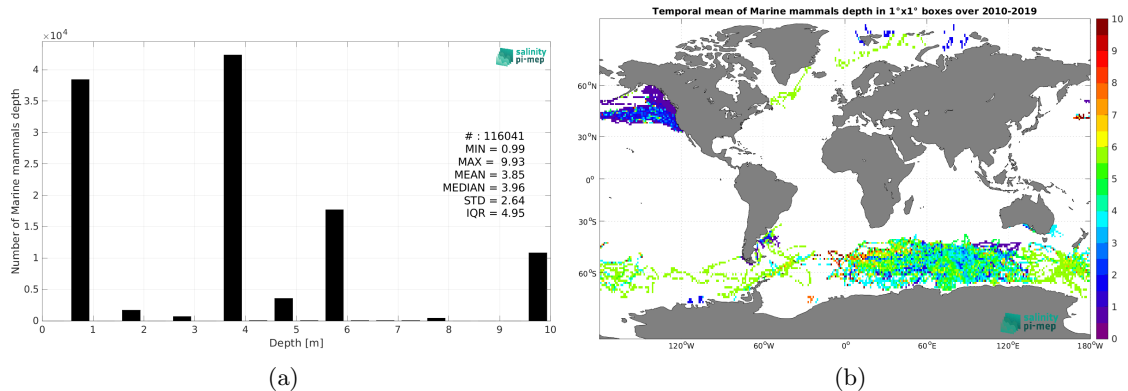 ×10⁴
4
3.5
3
2.5
2
1.5
1
0.5
0
0 1 2 3 4 5 6 7 8 9 10
Depth [m]
Number of Marine mammals depth
salinity
pi-mep
# : 116041
MIN = 0.99
MAX = 9.93
MEAN = 3.85
MEDIAN = 3.96
STD = 2.64
IQR = 4.95
(a)
Temporal mean of Marine mammals depth in 1°x1° boxes over 2010-2019
60°N
30°N
0°
30°S
60°S
120°W 60°W 0° 60°E 120°E 180°W
salinity
pi-mep
10
9
8
7
6
5
4
3
2
1
0
(b)